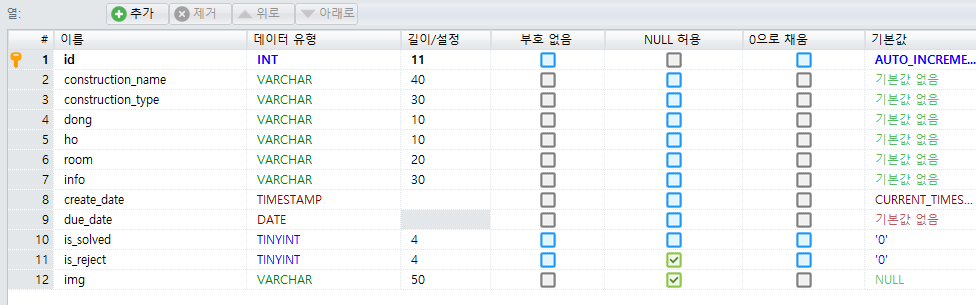 열: 추가 제거 위로 아래로
# 이름 데이터 유형 길이/설정 부호 없음 NULL 허용 0으로 채움 기본값
1 id INT 11 AUTO_INCREME...
2 construction_name VARCHAR 40 기본값 없음
3 construction_type VARCHAR 30 기본값 없음
4 dong VARCHAR 10 기본값 없음
5 ho VARCHAR 10 기본값 없음
6 room VARCHAR 20 기본값 없음
7 info VARCHAR 30 기본값 없음
8 create_date TIMESTAMP CURRENT_TIMES...
9 due_date DATE 기본값 없음
10 is_solved TINYINT 4 '0'
11 is_reject TINYINT 4 '0'
12 img VARCHAR 50 NULL